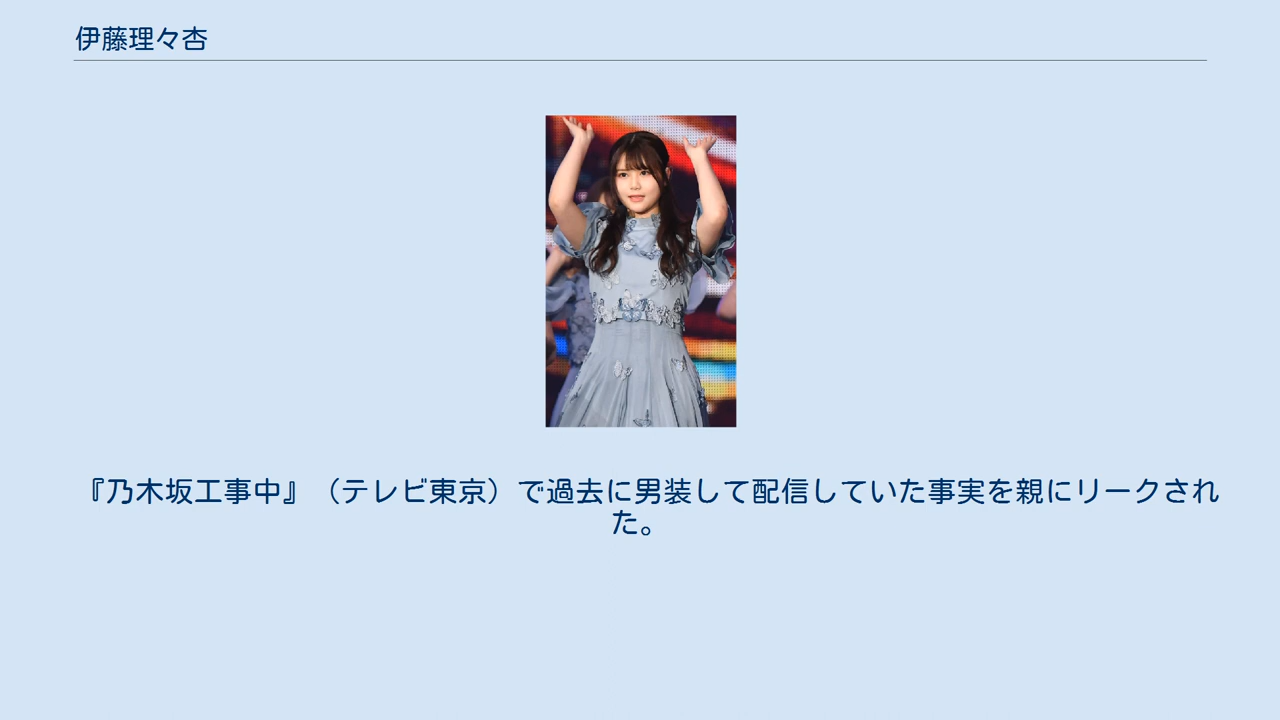 伊藤理々杏
『乃木坂工事中』（テレビ東京）で過去に男装して配信していた事実を親にリークされ
た。